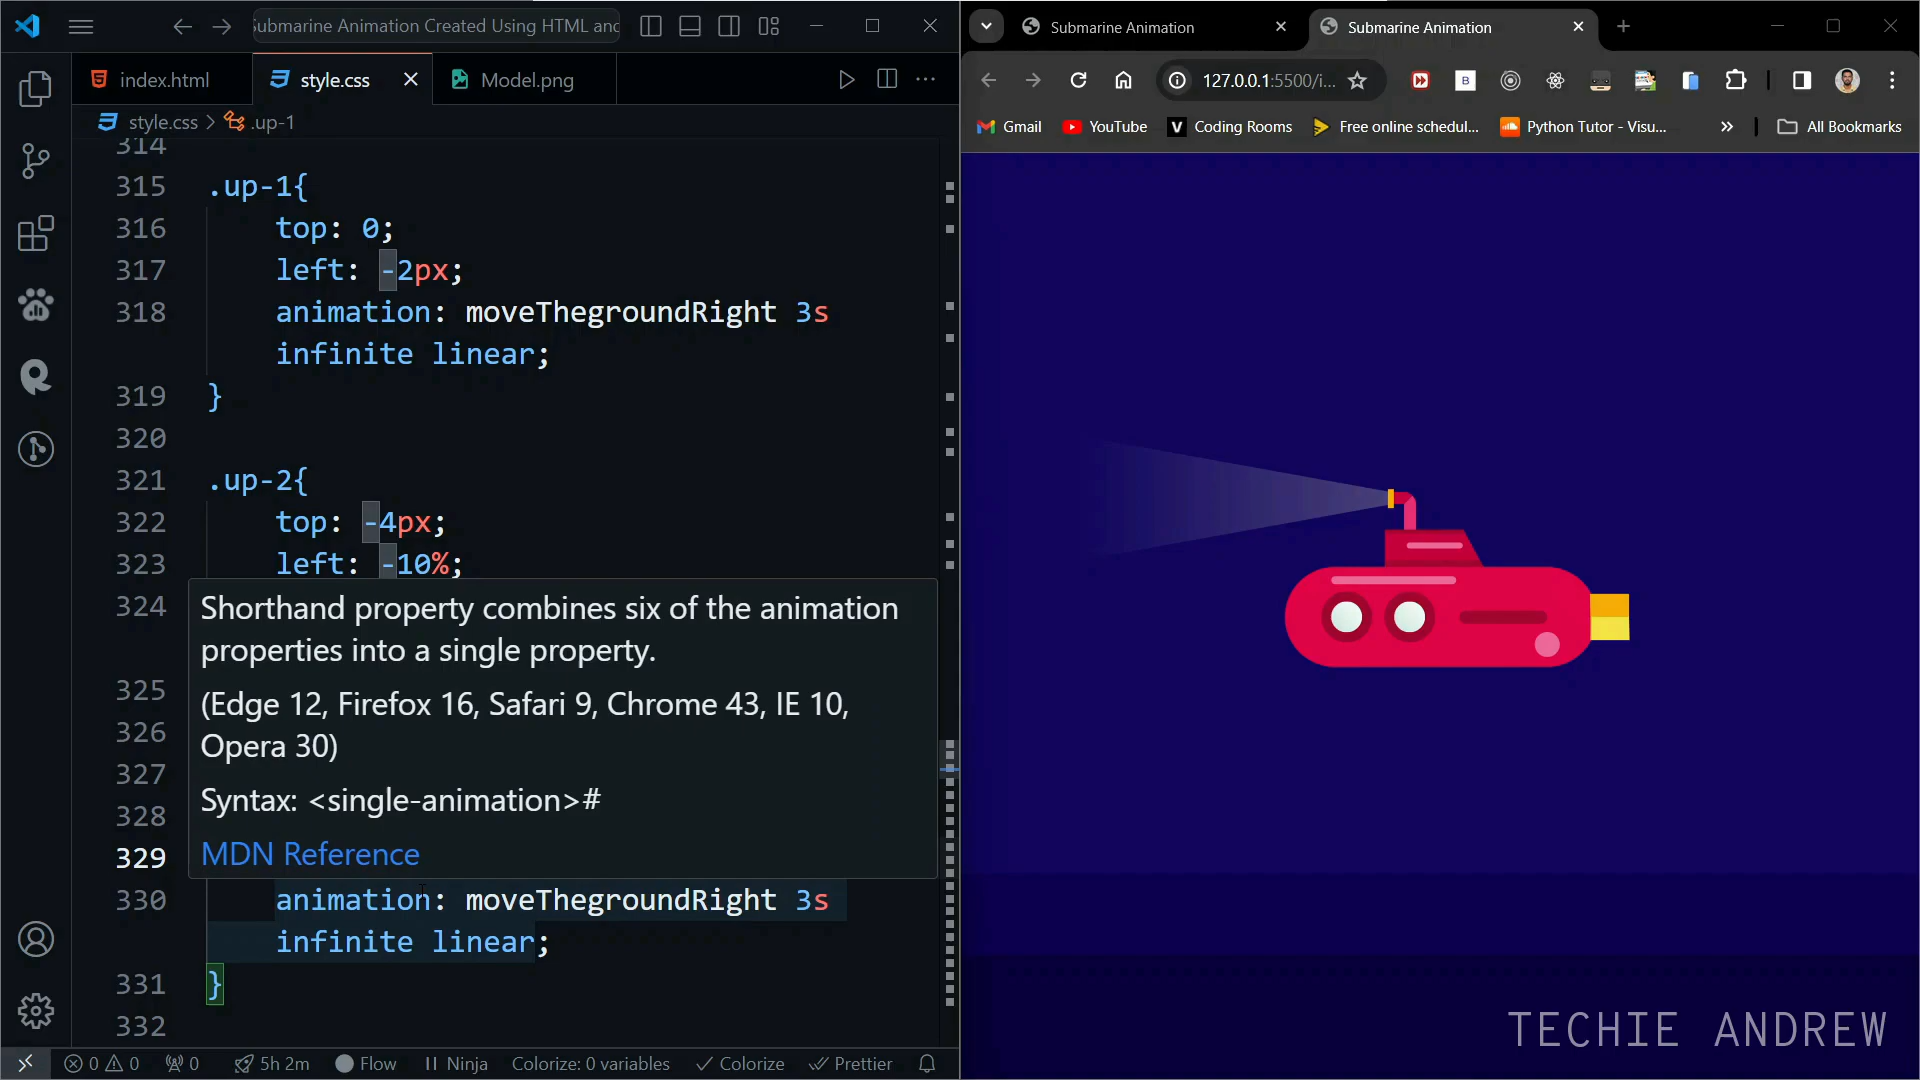 Submarine Animation Created Using HTML and
index.html
style.css
Model.png
style.css > .up-1
314
315 .up-1{
316 top: 0;
317 left: -2px;
318 animation: moveThegroundRight 3s
infinite linear;
319 }
320
321 .up-2{
322 top: -4px;
323 left: -10%;
324
Shorthand property combines six of the animation
properties into a single property.
325
(Edge 12, Firefox 16, Safari 9, Chrome 43, IE 10,
326
Opera 30)
327
Syntax: <single-animation>#
328
329
MDN Reference
330 animation: moveThegroundRight 3s
infinite linear;
331 }
332
0 0 0 5h 2m Flow Ninja Colorize: 0 variables Colorize Prettier
Submarine Animation
Submarine Animation
127.0.0.1:5500/i...
Gmail YouTube Coding Rooms Free online schedul... Python Tutor - Visu... All Bookmarks
TECHIE ANDREW